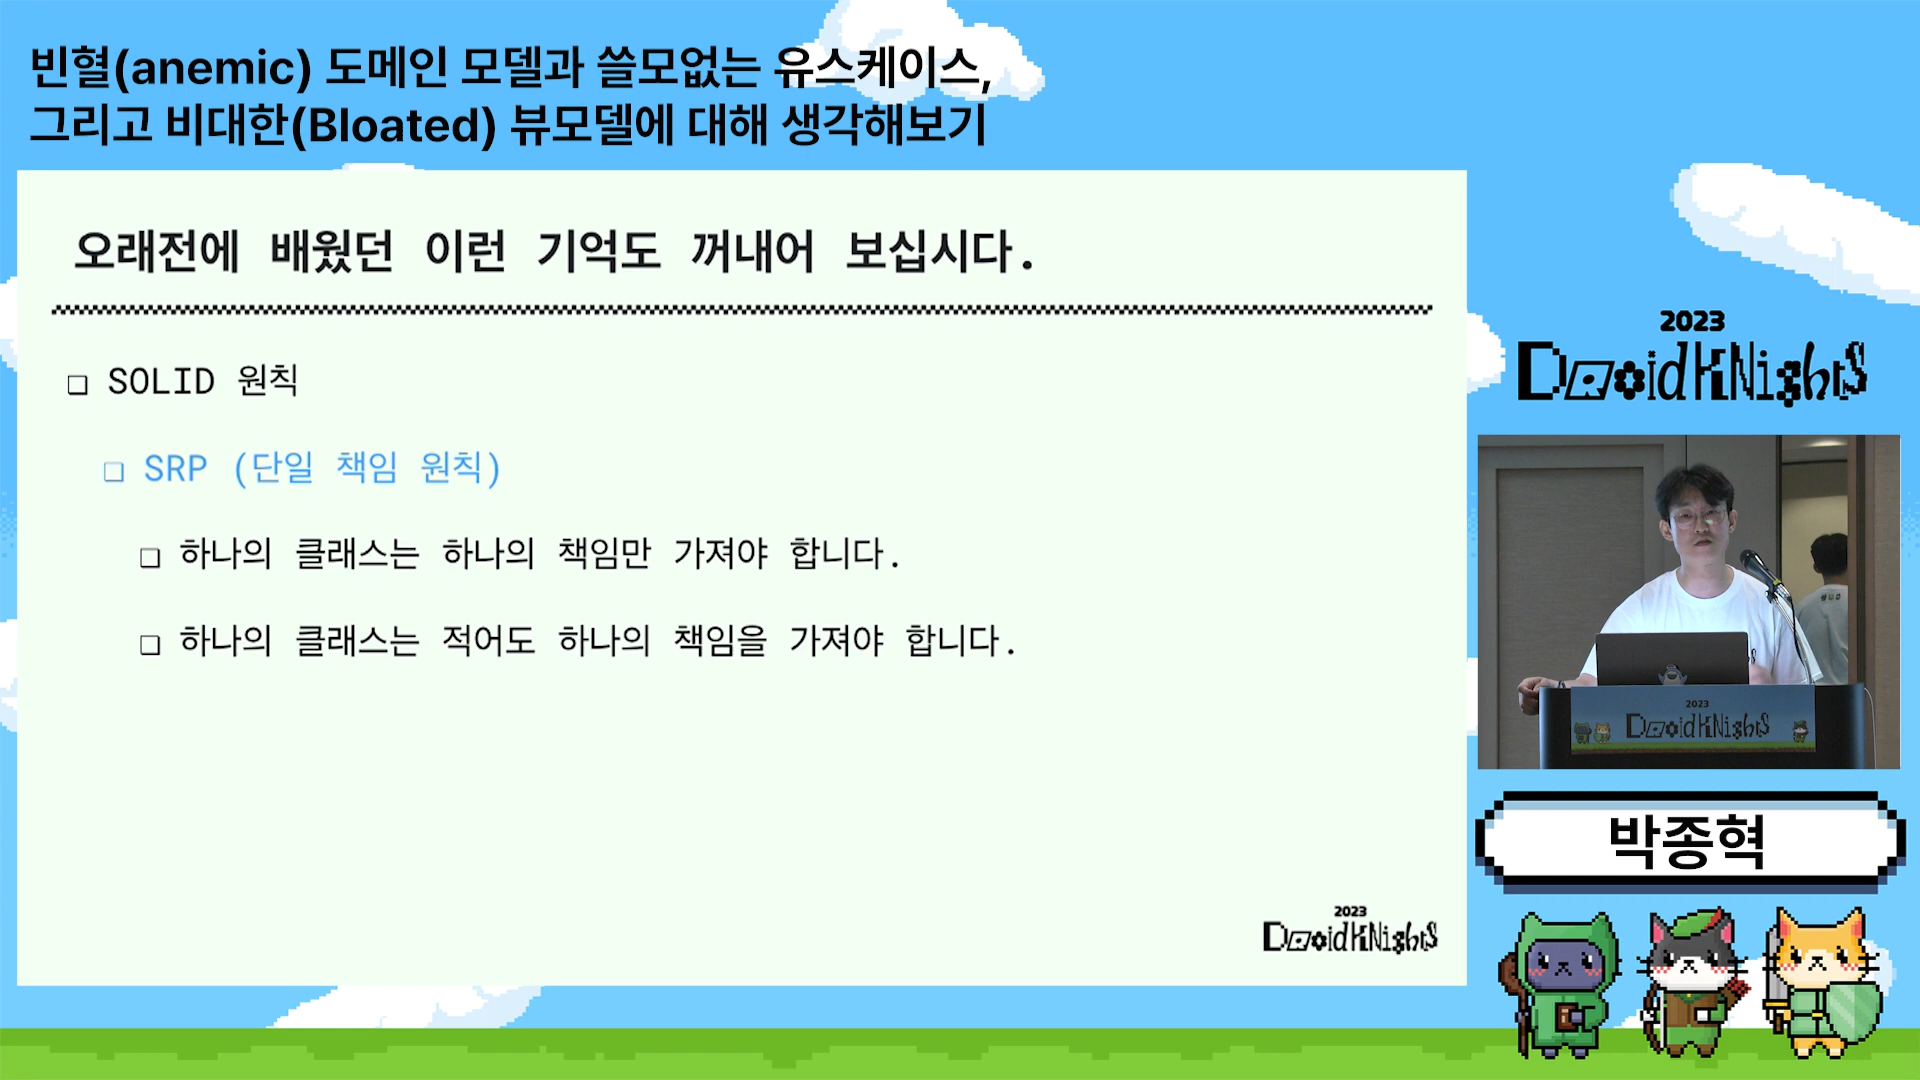 빈혈(anemic) 도메인 모델과 쓸모없는 유스케이스,
그리고 비대한(Bloated) 뷰모델에 대해 생각해보기
오래전에 배웠던 이런 기억도 꺼내어 보십시다.
❏ SOLID 원칙
❏ SRP (단일 책임 원칙)
❏ 하나의 클래스는 하나의 책임만 가져야 합니다.
❏ 하나의 클래스는 적어도 하나의 책임을 가져야 합니다.
2023
DRoidKNighTS
2023
DRoidKNighTS
2023
DRoidKNighTS
박종혁